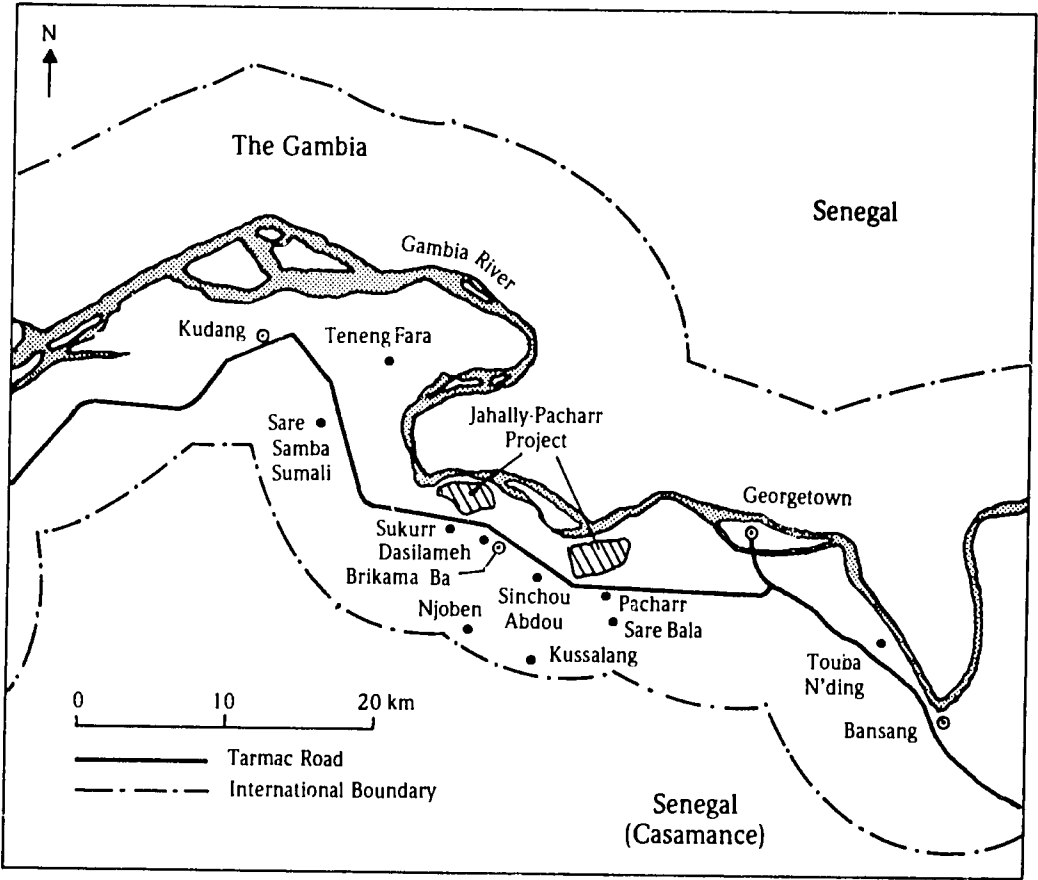 N
The Gambia
Senegal
Gambia River
Kudang
Teneng Fara
Sare
Samba
Sumali
Jahally-Pacharr
Project
Georgetown
Sukurr
Dasilameh
Brikama Ba
Sinchou
Abdou
Pacharr
Sare Bala
Njoben
Kussalang
Touba
N'ding
Bansang
0 10 20 km
Tarmac Road
International Boundary
Senegal
(Casamance)